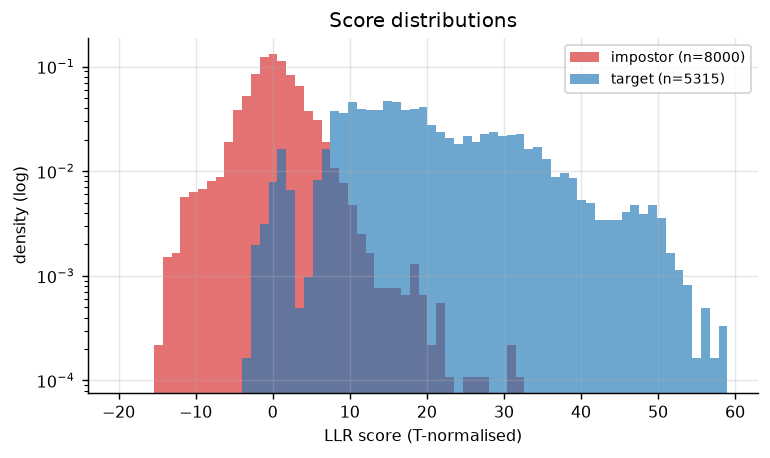 Score distributions
impostor (n=8000)
target (n=5315)
density (log)
10⁻¹
10⁻²
10⁻³
10⁻⁴
−20 −10 0 10 20 30 40 50 60
LLR score (T-normalised)